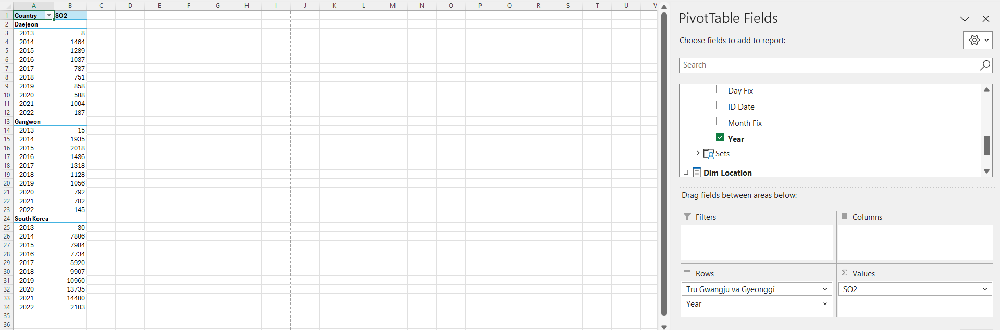 A B C D E F G H I J K L M N O P Q R S T U V
1 Country SO2
2 Daejeon
3 2013 8
4 2014 1464
5 2015 1289
6 2016 1037
7 2017 787
8 2018 751
9 2019 858
10 2020 508
11 2021 1004
12 2022 187
13 Gangwon
14 2013 15
15 2014 1935
16 2015 2018
17 2016 1436
18 2017 1318
19 2018 1128
20 2019 1056
21 2020 792
22 2021 782
23 2022 145
24 South Korea
25 2013 30
26 2014 7806
27 2015 7984
28 2016 7734
29 2017 5920
30 2018 9907
31 2019 10960
32 2020 13735
33 2021 14400
34 2022 2103
35
36
PivotTable Fields
Choose fields to add to report:
Search
Day Fix
ID Date
Month Fix
Year
Sets
Dim Location
Drag fields between areas below:
Filters
Columns
Rows
Tru Gwangju va Gyeonggi
Year
Σ Values
SO2